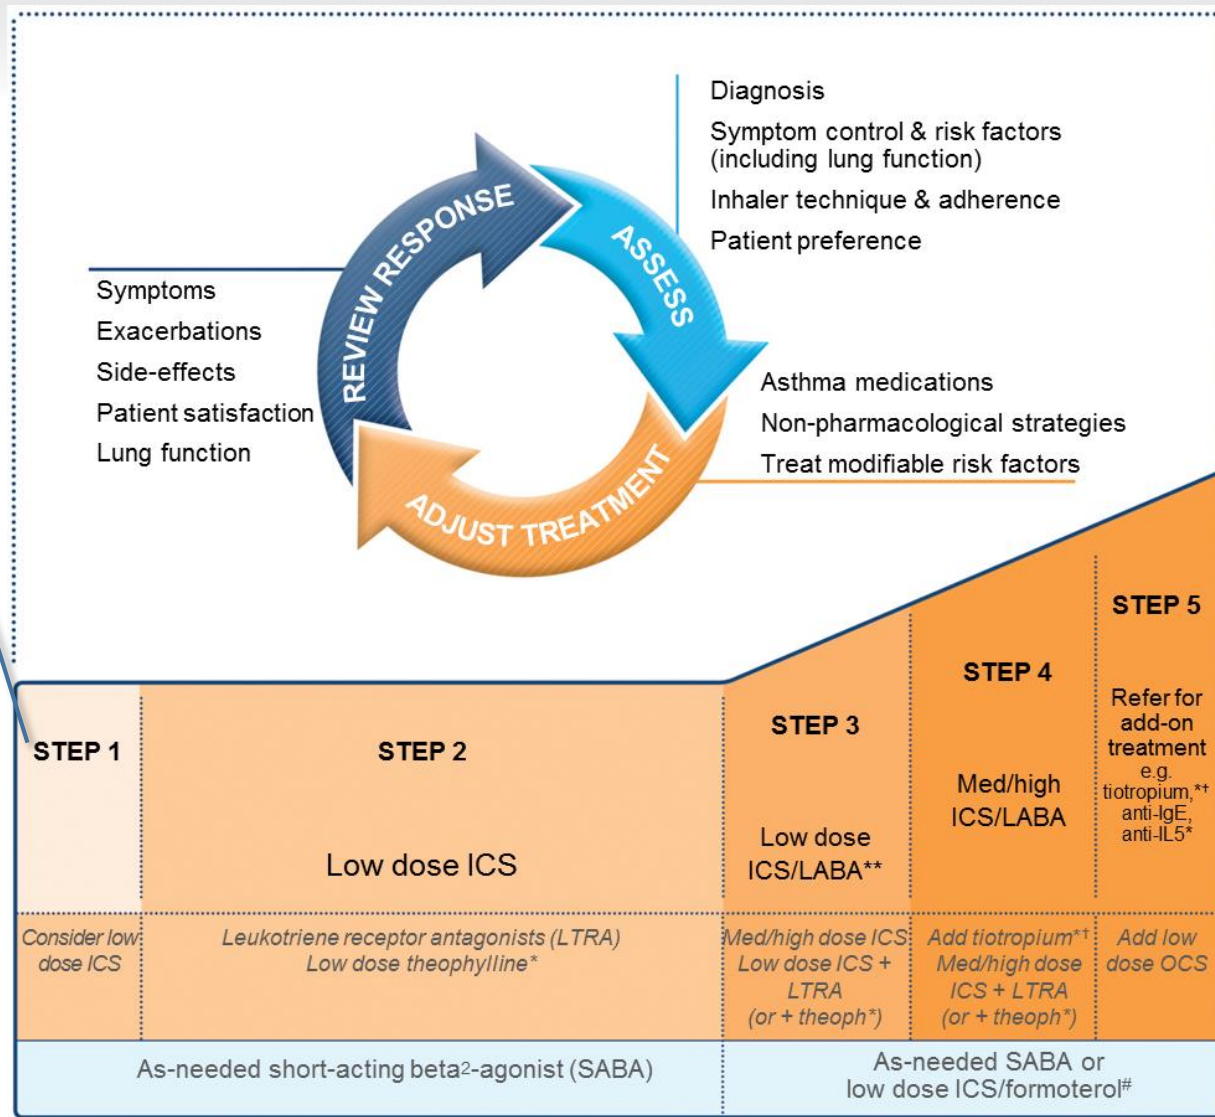 Diagnosis
Symptom control & risk factors
(including lung function)
Inhaler technique & adherence
Patient preference
REVIEW RESPONSE
ASSESS
ADJUST TREATMENT
Symptoms
Exacerbations
Side-effects
Patient satisfaction
Lung function
Asthma medications
Non-pharmacological strategies
Treat modifiable risk factors
STEP 1
STEP 2
Low dose ICS
STEP 3
Low dose
ICS/LABA**
STEP 4
Med/high
ICS/LABA
STEP 5
Refer for
add-on
treatment
e.g.
tiotropium,*†
anti-IgE,
anti-IL5*
Consider low
dose ICS
Leukotriene receptor antagonists (LTRA)
Low dose theophylline*
Med/high dose ICS
Low dose ICS +
LTRA
(or + theoph*)
Add tiotropium*†
Med/high dose
ICS + LTRA
(or + theoph*)
Add low
dose OCS
As-needed short-acting beta2-agonist (SABA)
As-needed SABA or
low dose ICS/formoterol#